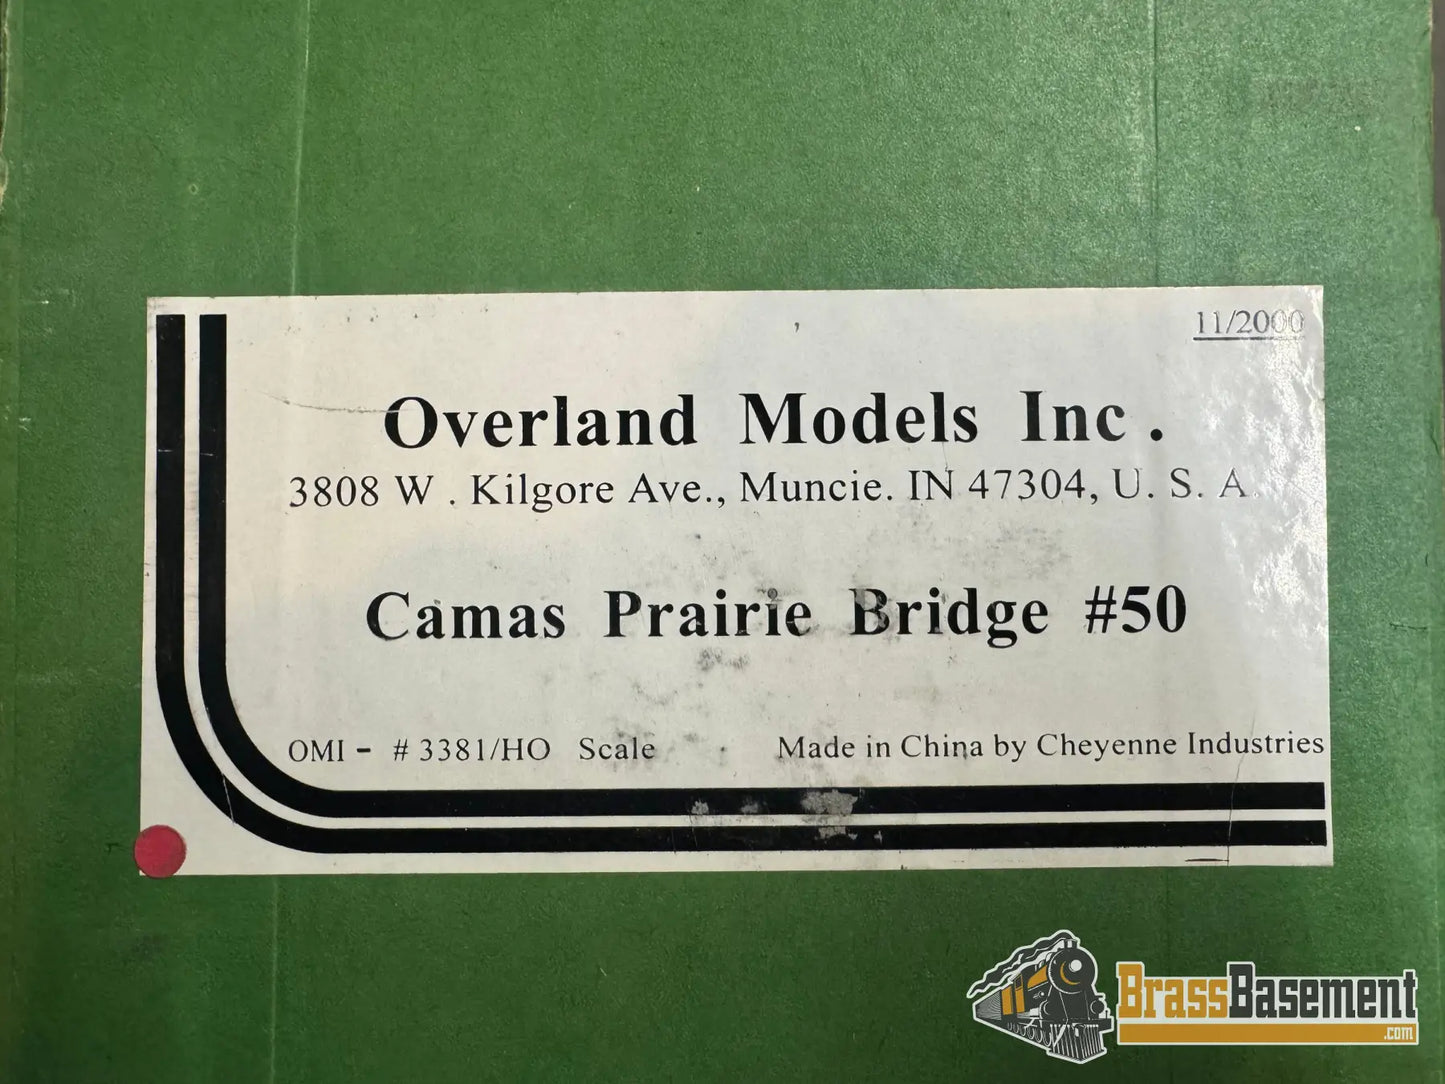 11/2000
Overland Models Inc .
3808 W . Kilgore Ave., Muncie. IN 47304, U. S. A.
Camas Prairie Bridge #50
OMI - # 3381/HO Scale Made in China by Cheyenne Industries
BrassBasement
.com